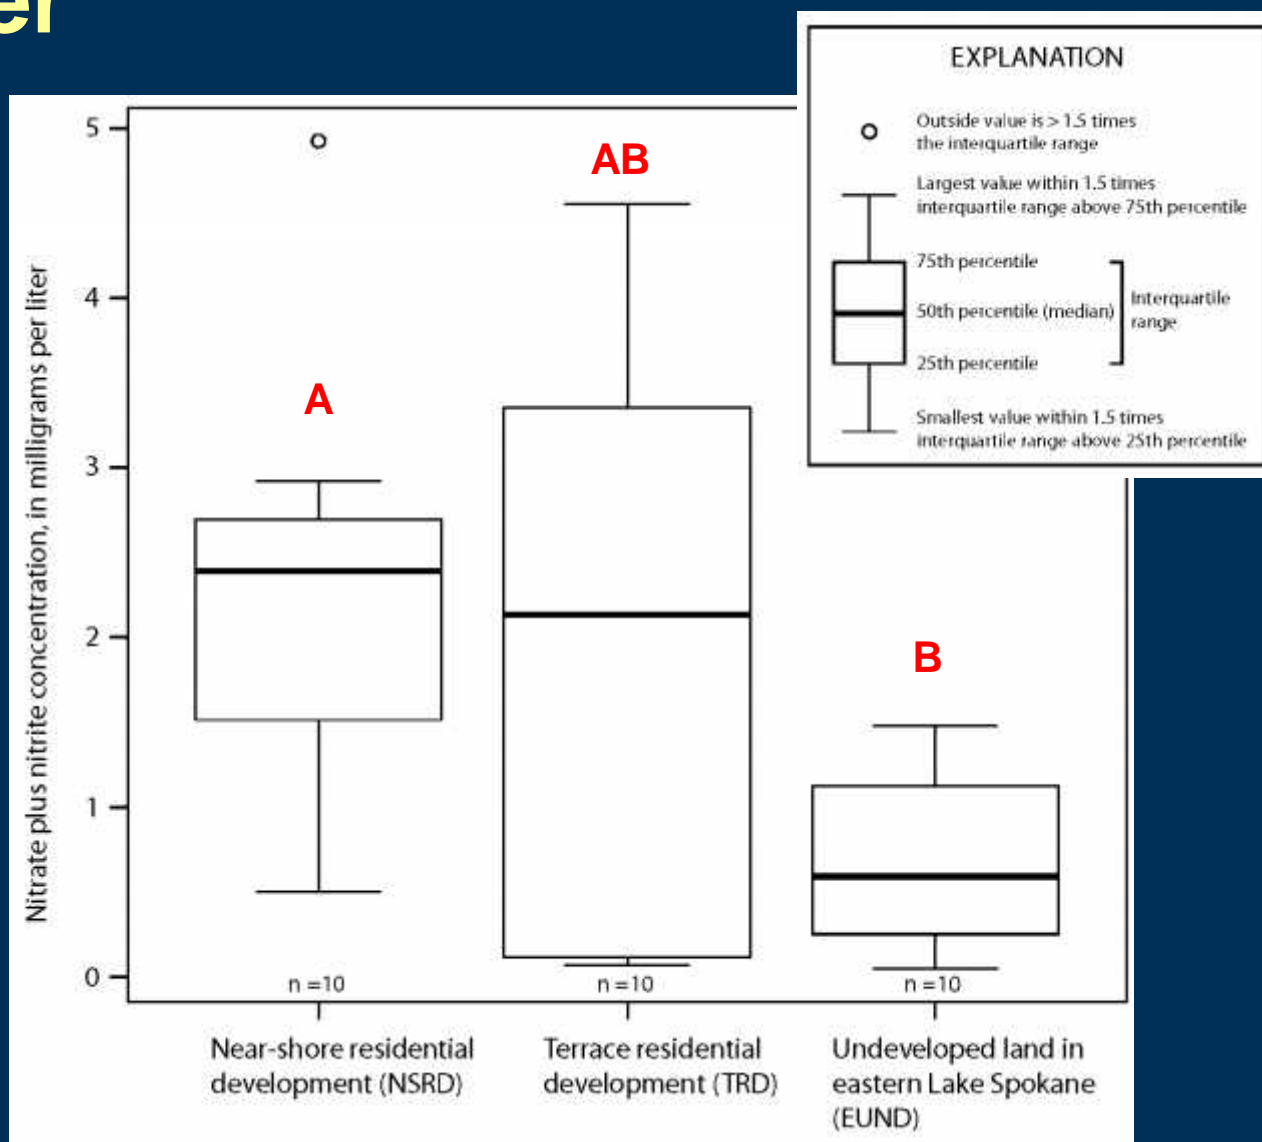 er
EXPLANATION
Outside value is > 1.5 times
the interquartile range
Largest value within 1.5 times
interquartile range above 75th percentile
75th percentile
50th percentile (median)
25th percentile
Interquartile
range
Smallest value within 1.5 times
interquartile range above 25th percentile
Nitrate plus nitrite concentration, in milligrams per liter
5
4
3
2
1
0
A
AB
B
n =10
n =10
n =10
Near-shore residential
development (NSRD)
Terrace residential
development (TRD)
Undeveloped land in
eastern Lake Spokane
(EUND)